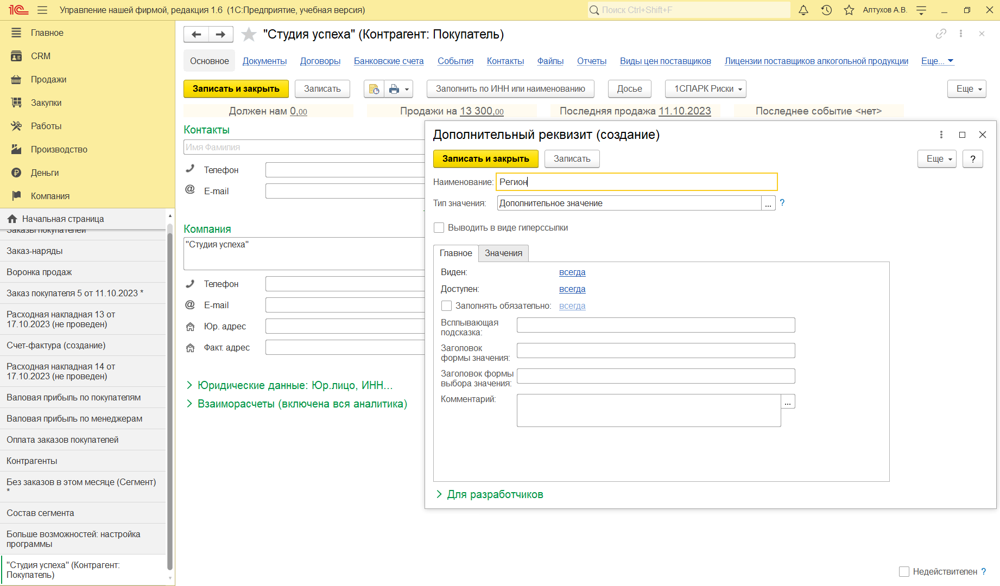 1С Управление нашей фирмой, редакция 1.6 (1С:Предприятие, учебная версия)
Поиск Ctrl+Shift+F
Алтухов А.В.
Главное
CRM
Продажи
Закупки
Работы
Производство
Деньги
Компания
Начальная страница
Заказы покупателей
Заказ-наряды
Воронка продаж
Заказ покупателя 5 от 11.10.2023 *
Расходная накладная 13 от
17.10.2023 (не проведен)
Счет-фактура (создание)
Расходная накладная 14 от
17.10.2023 (не проведен)
Валовая прибыль по покупателям
Валовая прибыль по менеджерам
Оплата заказов покупателей
Контрагенты
Без заказов в этом месяце (Сегмент)
*
Состав сегмента
Больше возможностей: настройка
программы
"Студия успеха" (Контрагент:
Покупатель)
"Студия успеха" (Контрагент: Покупатель)
Основное Документы Договоры Банковские счета События Контакты Файлы Отчеты Виды цен поставщиков Лицензии поставщиков алкогольной продукции Еще...
Записать и закрыть Записать Заполнить по ИНН или наименованию Досье 1СПАРК Риски Еще
Должен нам 0,00 Продажи на 13 300,00 Последняя продажа 11.10.2023 Последнее событие <нет>
Контакты
Имя Фамилия
Телефон
@ E-mail
Компания
"Студия успеха"
Телефон
@ E-mail
Юр. адрес
Факт. адрес
Юридические данные: Юр.лицо, ИНН...
Взаиморасчеты (включена вся аналитика)
Дополнительный реквизит (создание)
Записать и закрыть Записать Еще ?
Наименование: Регион
Тип значения: Дополнительное значение ... ?
Выводить в виде гиперссылки
Главное Значения
Виден: всегда
Доступен: всегда
Заполнять обязательно: всегда
Всплывающая
подсказка:
Заголовок
формы значения:
Заголовок формы
выбора значения:
Комментарий: ...
Для разработчиков
Недействителен ?